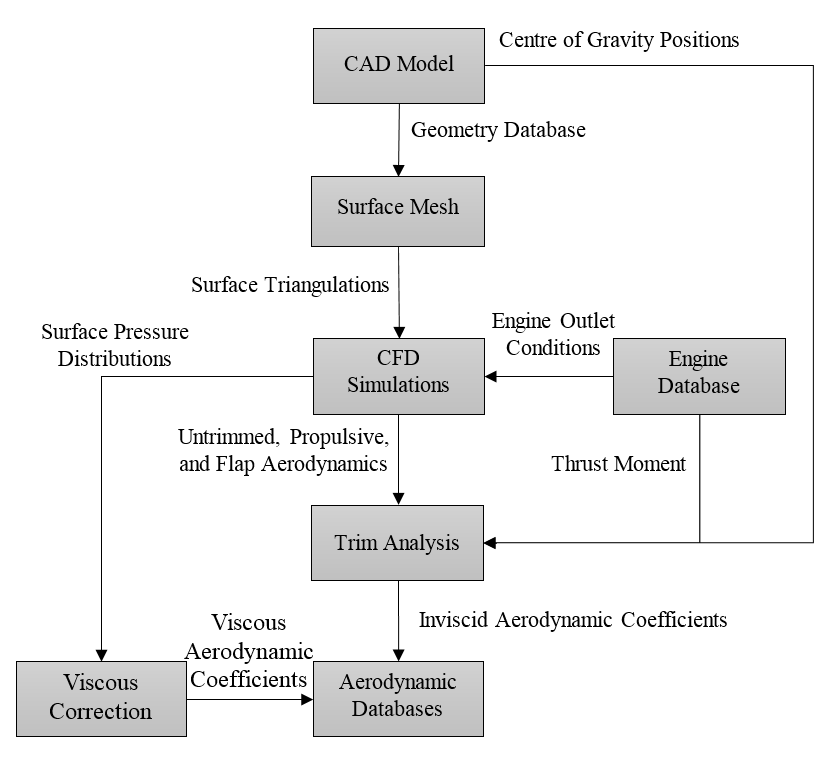 Centre of Gravity Positions
CAD Model
Geometry Database
Surface Mesh
Surface Triangulations
Surface Pressure
Distributions
Engine Outlet
Conditions
CFD
Simulations
Engine
Database
Untrimmed, Propulsive,
and Flap Aerodynamics
Thrust Moment
Trim Analysis
Inviscid Aerodynamic Coefficients
Viscous
Aerodynamic
Coefficients
Viscous
Correction
Aerodynamic
Databases